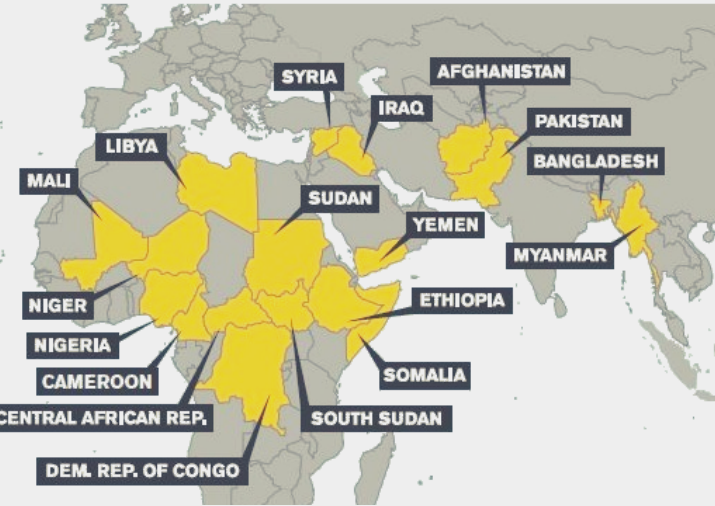 SYRIA
AFGHANISTAN
IRAQ
PAKISTAN
LIBYA
BANGLADESH
MALI
SUDAN
YEMEN
MYANMAR
NIGER
ETHIOPIA
NIGERIA
CAMEROON
SOMALIA
CENTRAL AFRICAN REP.
SOUTH SUDAN
DEM. REP. OF CONGO